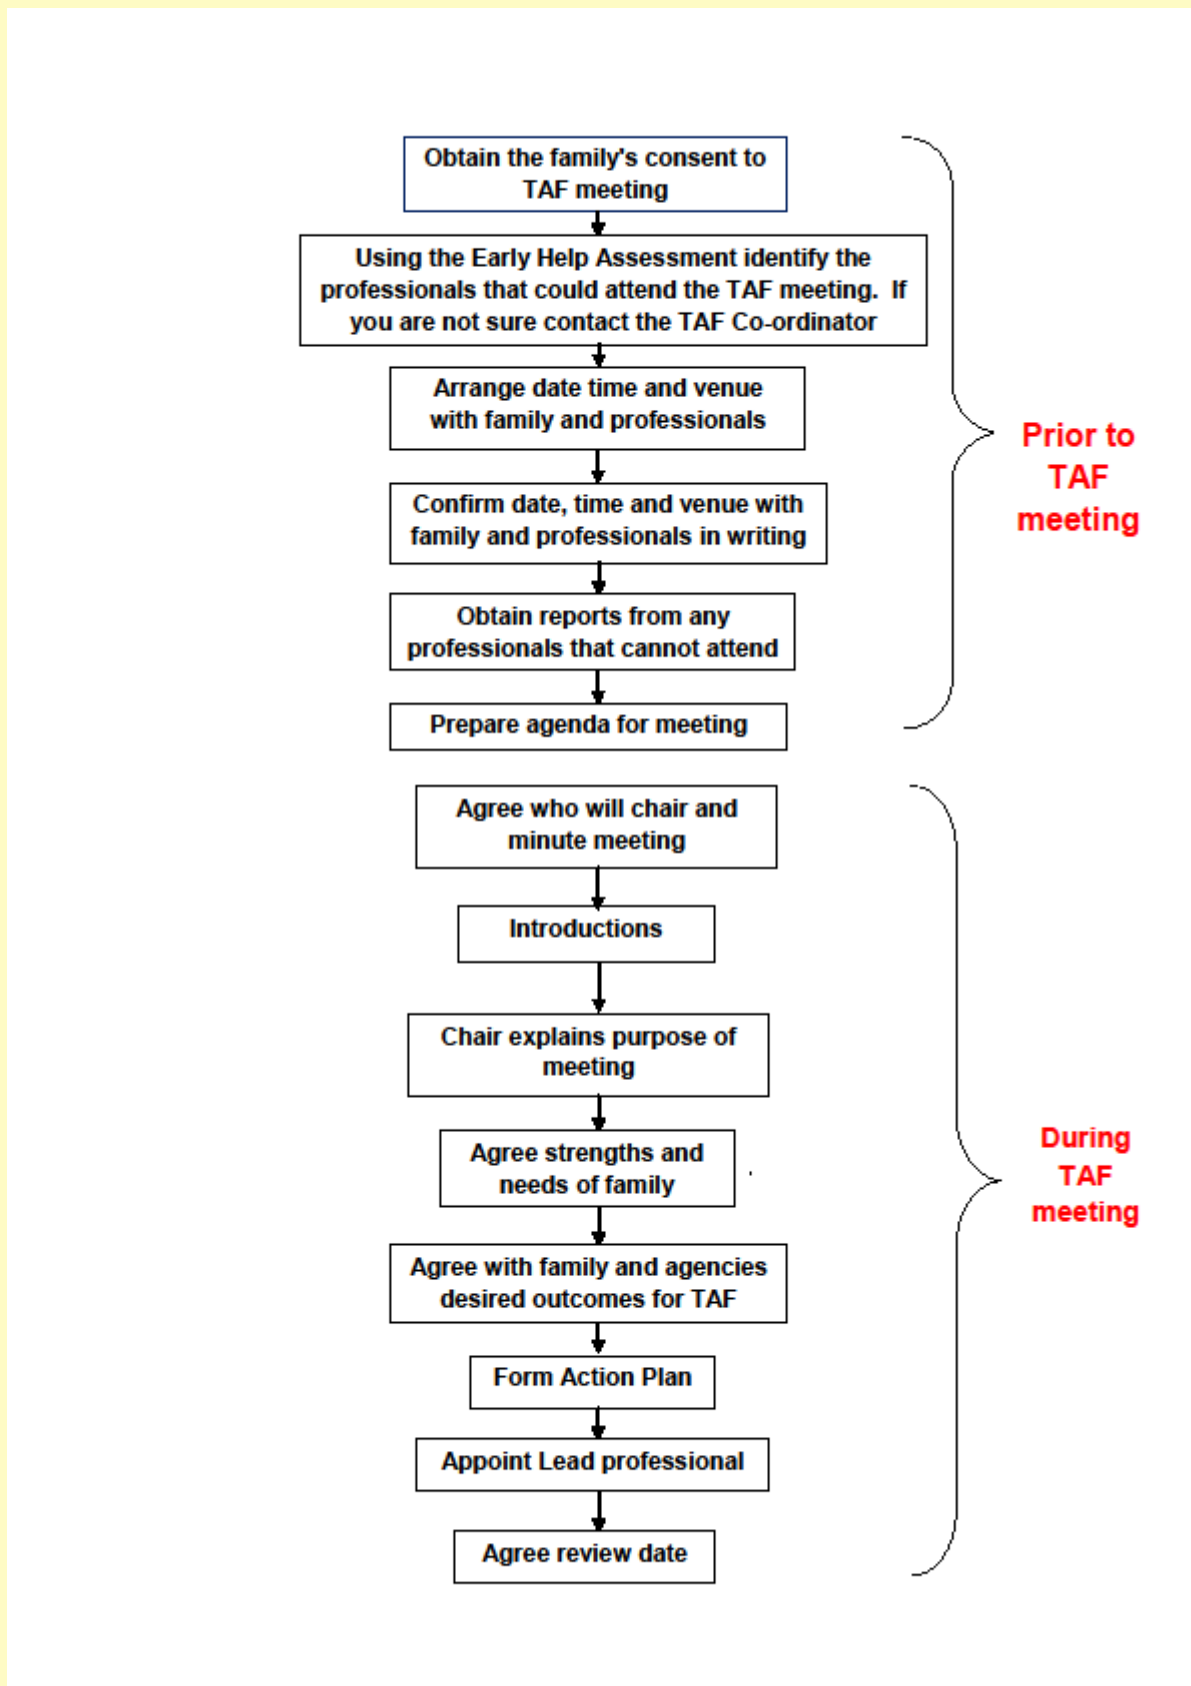 Obtain the family's consent to
TAF meeting
Using the Early Help Assessment identify the
professionals that could attend the TAF meeting.  If
you are not sure contact the TAF Co-ordinator
Arrange date time and venue
with family and professionals
Confirm date, time and venue with
family and professionals in writing
Obtain reports from any
professionals that cannot attend
Prepare agenda for meeting
Prior to
TAF
meeting
Agree who will chair and
minute meeting
Introductions
Chair explains purpose of
meeting
Agree strengths and
needs of family
Agree with family and agencies
desired outcomes for TAF
Form Action Plan
Appoint Lead professional
Agree review date
During
TAF
meeting